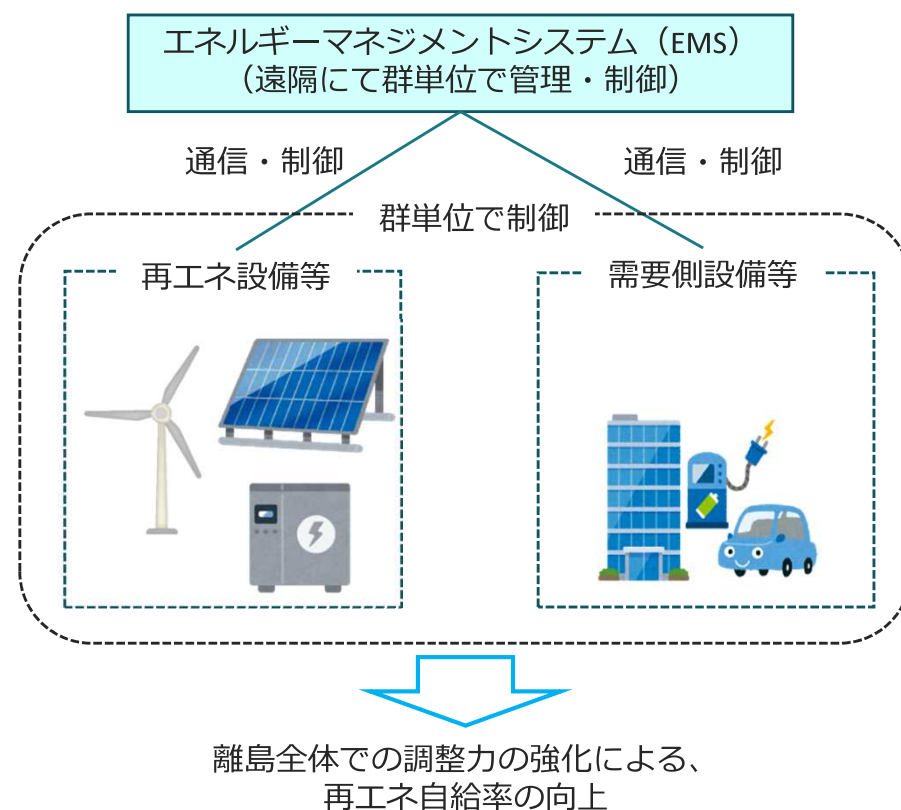 エネルギーマネジメントシステム（EMS）
（遠隔にて群単位で管理・制御）
通信・制御
通信・制御
群単位で制御
再エネ設備等
需要側設備等
離島全体での調整力の強化による、
再エネ自給率の向上